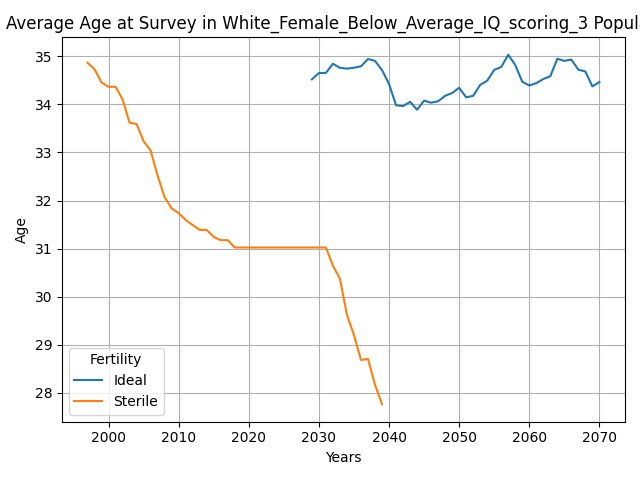 Average Age at Survey in White_Female_Below_Average_IQ_scoring_3 Popul
35
34
33
32
31
30
29
28
Age
Fertility
Ideal
Sterile
2000 2010 2020 2030 2040 2050 2060 2070
Years